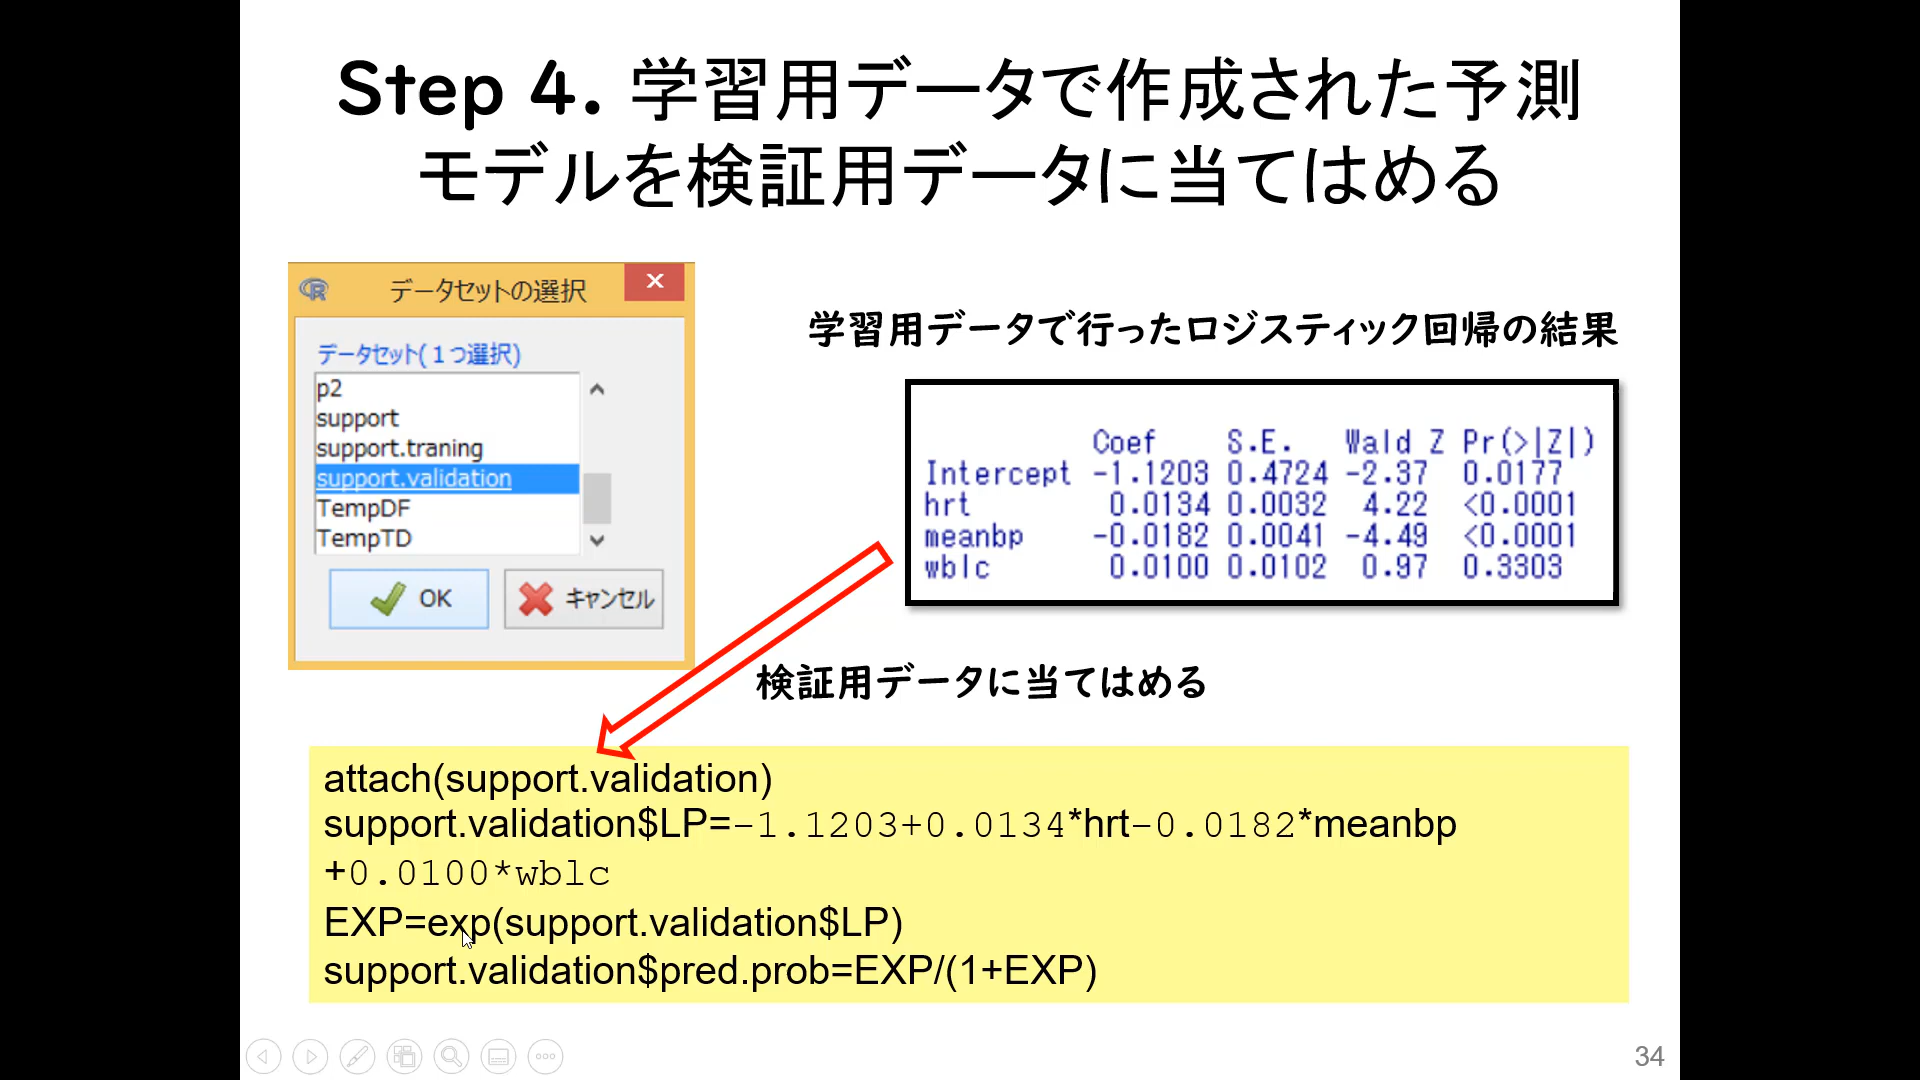 Step 4. 学習用データで作成された予測
モデルを検証用データに当てはめる
データセットの選択
データセット(１つ選択)
p2
support
support.traning
support.validation
TempDF
TempTD
OK
キャンセル
学習用データで行ったロジスティック回帰の結果
Coef S.E. Wald Z Pr(>|Z|)
Intercept -1.1203 0.4724 -2.37 0.0177
hrt 0.0134 0.0032 4.22 <0.0001
meanbp -0.0182 0.0041 -4.49 <0.0001
wblc 0.0100 0.0102 0.97 0.3303
検証用データに当てはめる
attach(support.validation)
support.validation$LP=-1.1203+0.0134*hrt-0.0182*meanbp
+0.0100*wblc
EXP=exp(support.validation$LP)
support.validation$pred.prob=EXP/(1+EXP)
34